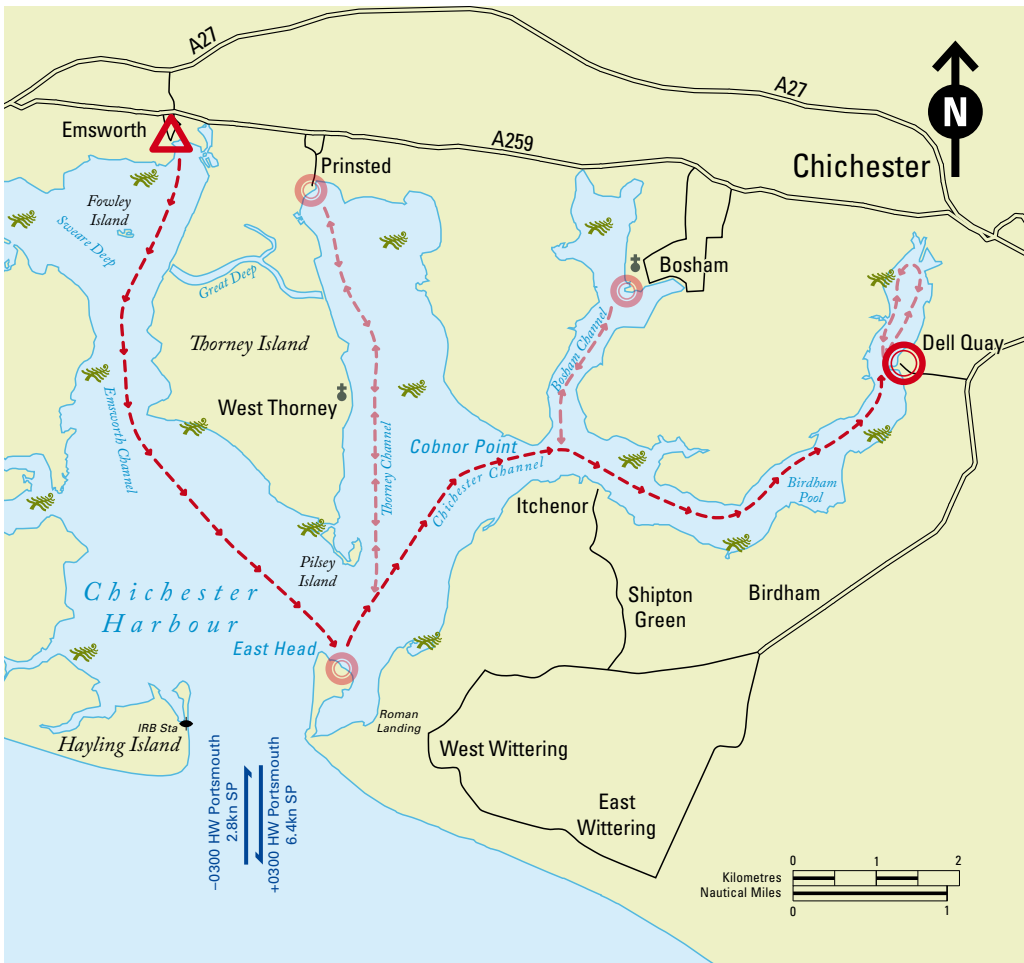 A27
A27
N
Emsworth
A259
Prinsted
Chichester
Fowley
Island
Sweare Deep
Great Deep
Bosham
Thorney Island
Bosham Channel
Dell Quay
Emsworth Channel
West Thorney
Thorney Channel
Cobnor Point
Chichester Channel
Itchenor
Birdham
Pool
Pilsey
Island
Chichester
Harbour
Shipton
Green
Birdham
East Head
Roman
Landing
IRB Sta
Hayling Island
West Wittering
East
Wittering
–0300 HW Portsmouth
2.8kn SP
+0300 HW Portsmouth
6.4kn SP
0 1 2
Kilometres
Nautical Miles
0 1